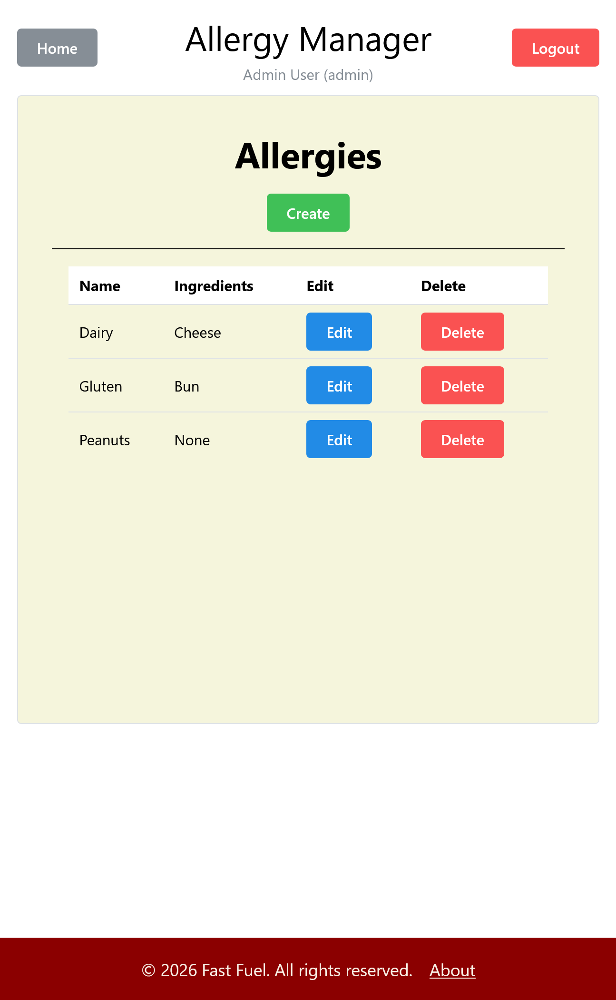 Home
Allergy Manager
Logout
Admin User (admin)
Allergies
Create
Name Ingredients Edit Delete
Dairy Cheese Edit Delete
Gluten Bun Edit Delete
Peanuts None Edit Delete
© 2026 Fast Fuel. All rights reserved. About